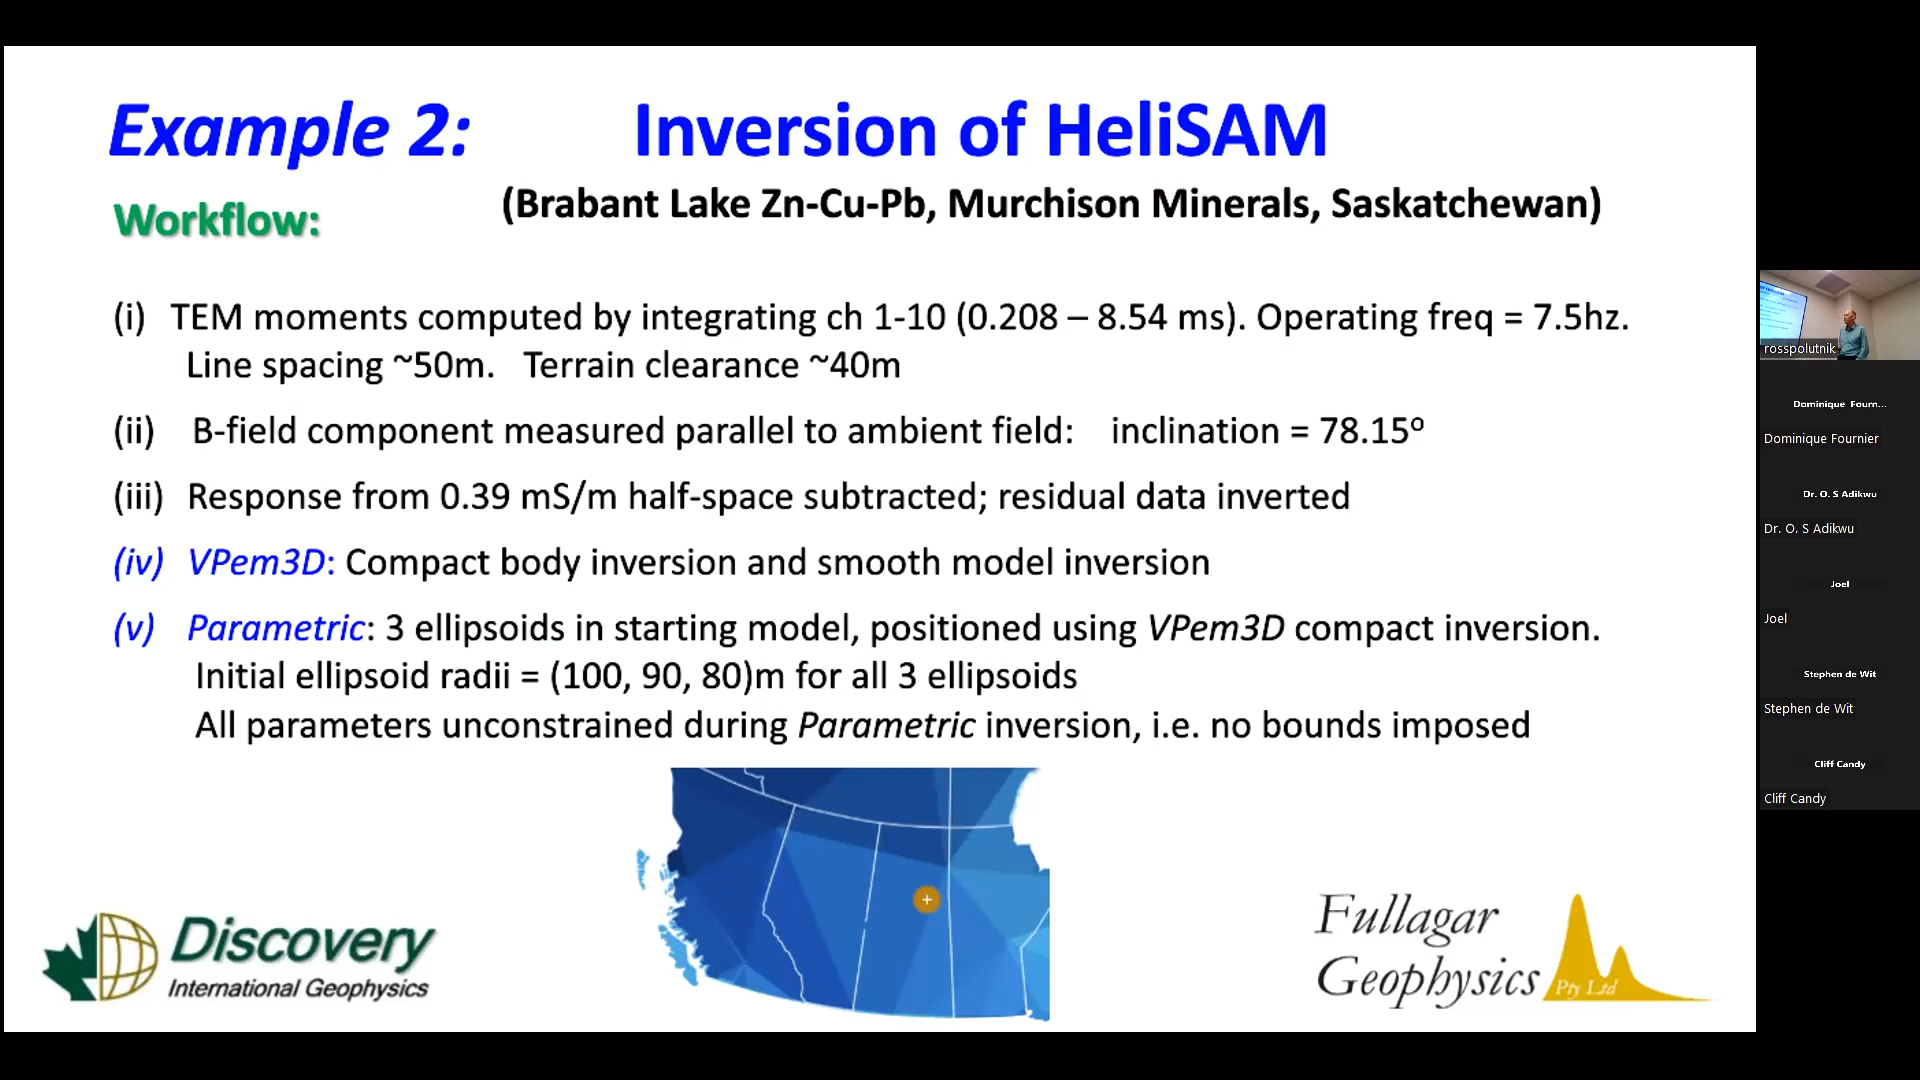 Example 2: Inversion of HeliSAM
(Brabant Lake Zn-Cu-Pb, Murchison Minerals, Saskatchewan)
Workflow:
(i) TEM moments computed by integrating ch 1-10 (0.208 – 8.54 ms). Operating freq = 7.5hz.
Line spacing ~50m. Terrain clearance ~40m
(ii) B-field component measured parallel to ambient field: inclination = 78.15º
(iii) Response from 0.39 mS/m half-space subtracted; residual data inverted
(iv) VPem3D: Compact body inversion and smooth model inversion
(v) Parametric: 3 ellipsoids in starting model, positioned using VPem3D compact inversion.
Initial ellipsoid radii = (100, 90, 80)m for all 3 ellipsoids
All parameters unconstrained during Parametric inversion, i.e. no bounds imposed
Discovery
International Geophysics
Fullagar
Geophysics
Pty Ltd
rosspolutnik
Dominique Fourn...
Dominique Fournier
Dr. O. S Adikwu
Dr. O. S Adikwu
Joel
Joel
Stephen de Wit
Stephen de Wit
Cliff Candy
Cliff Candy